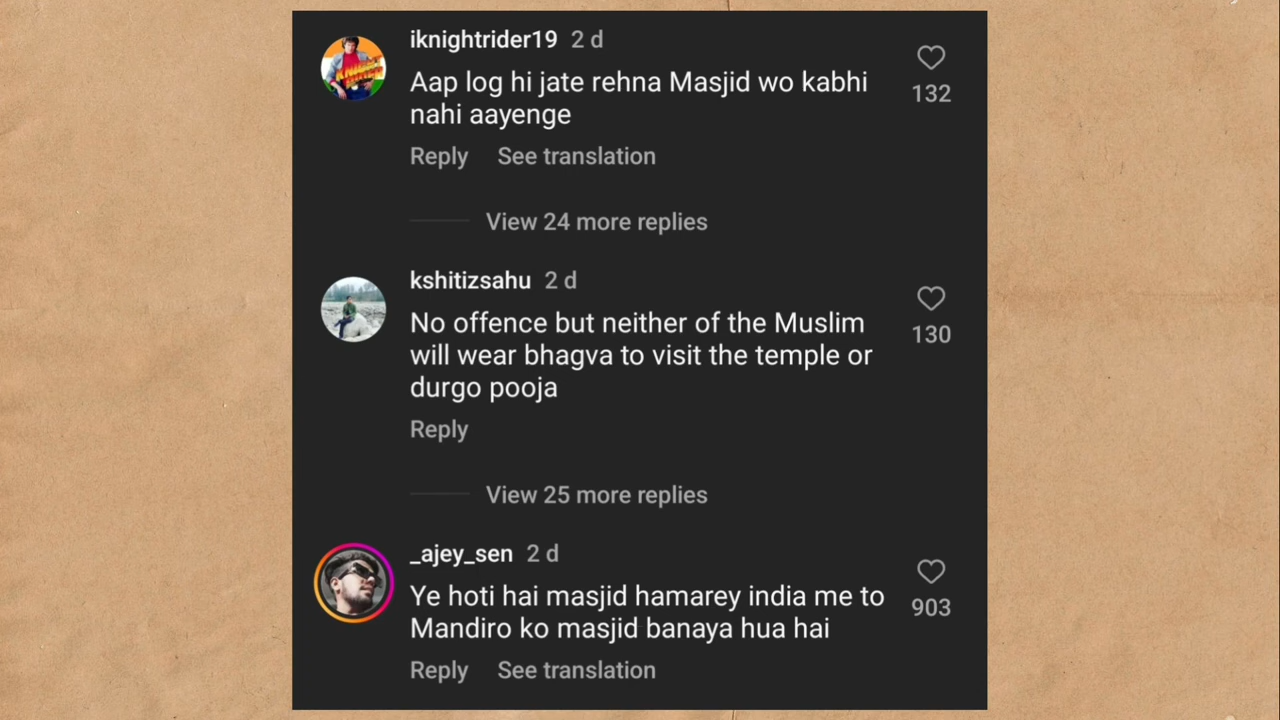 iknightrider19 2 d
Aap log hi jate rehna Masjid wo kabhi
nahi aayenge
132
Reply See translation
View 24 more replies
kshitizsahu 2 d
No offence but neither of the Muslim
will wear bhagva to visit the temple or
durgo pooja
130
Reply
View 25 more replies
_ajey_sen 2 d
Ye hoti hai masjid hamarey india me to
Mandiro ko masjid banaya hua hai
903
Reply See translation